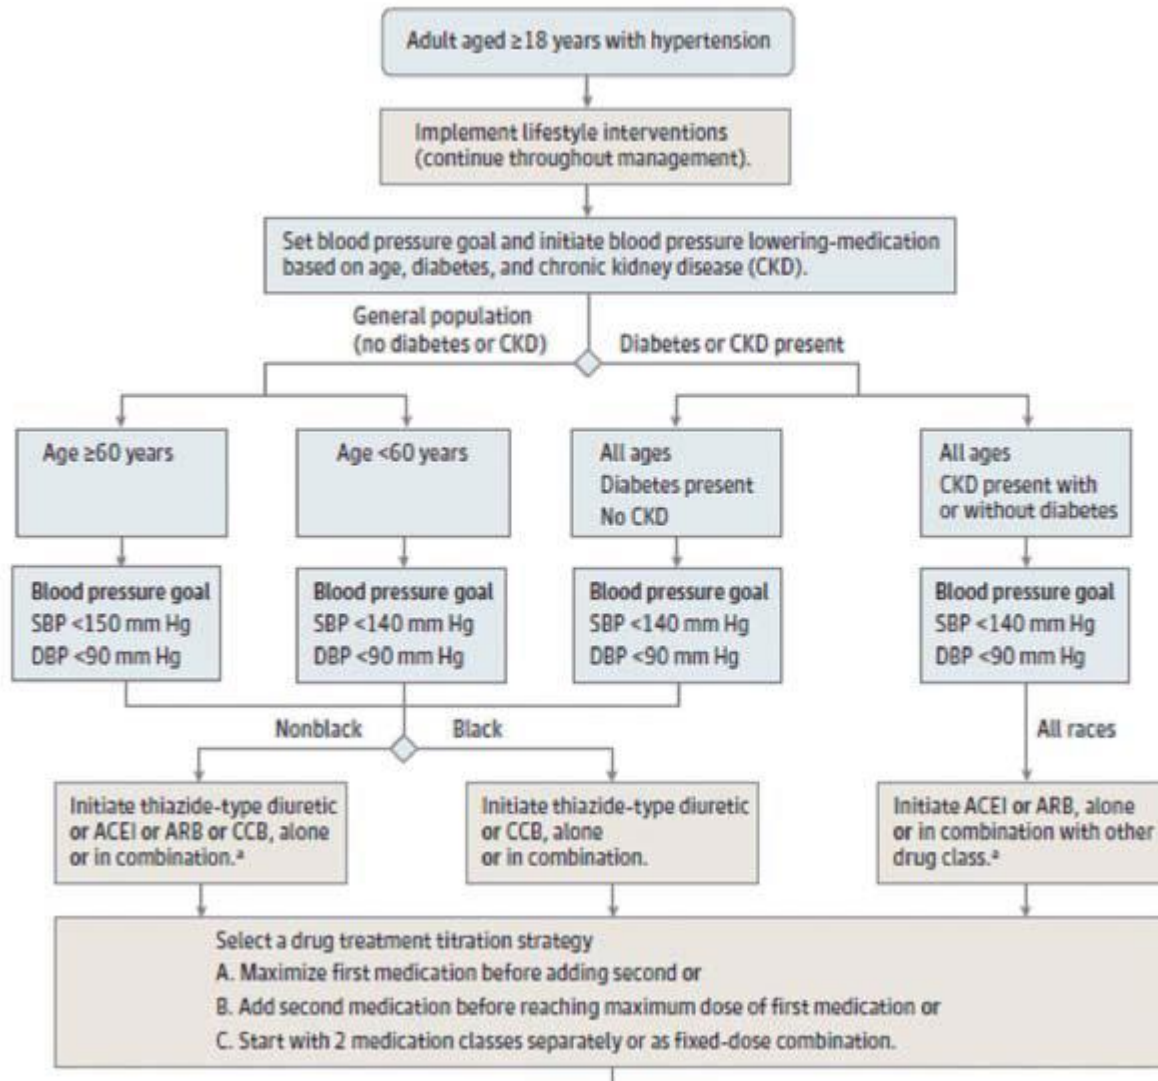 Adult aged ≥18 years with hypertension
Implement lifestyle interventions
(continue throughout management).
Set blood pressure goal and initiate blood pressure lowering-medication
based on age, diabetes, and chronic kidney disease (CKD).
General population
(no diabetes or CKD)
Diabetes or CKD present
Age ≥60 years
Age <60 years
All ages
Diabetes present
No CKD
All ages
CKD present with
or without diabetes
Blood pressure goal
SBP <150 mm Hg
DBP <90 mm Hg
Blood pressure goal
SBP <140 mm Hg
DBP <90 mm Hg
Blood pressure goal
SBP <140 mm Hg
DBP <90 mm Hg
Blood pressure goal
SBP <140 mm Hg
DBP <90 mm Hg
Nonblack
Black
All races
Initiate thiazide-type diuretic
or ACEI or ARB or CCB, alone
or in combination.ª
Initiate thiazide-type diuretic
or CCB, alone
or in combination.
Initiate ACEI or ARB, alone
or in combination with other
drug class.ª
Select a drug treatment titration strategy
A. Maximize first medication before adding second or
B. Add second medication before reaching maximum dose of first medication or
C. Start with 2 medication classes separately or as fixed-dose combination.